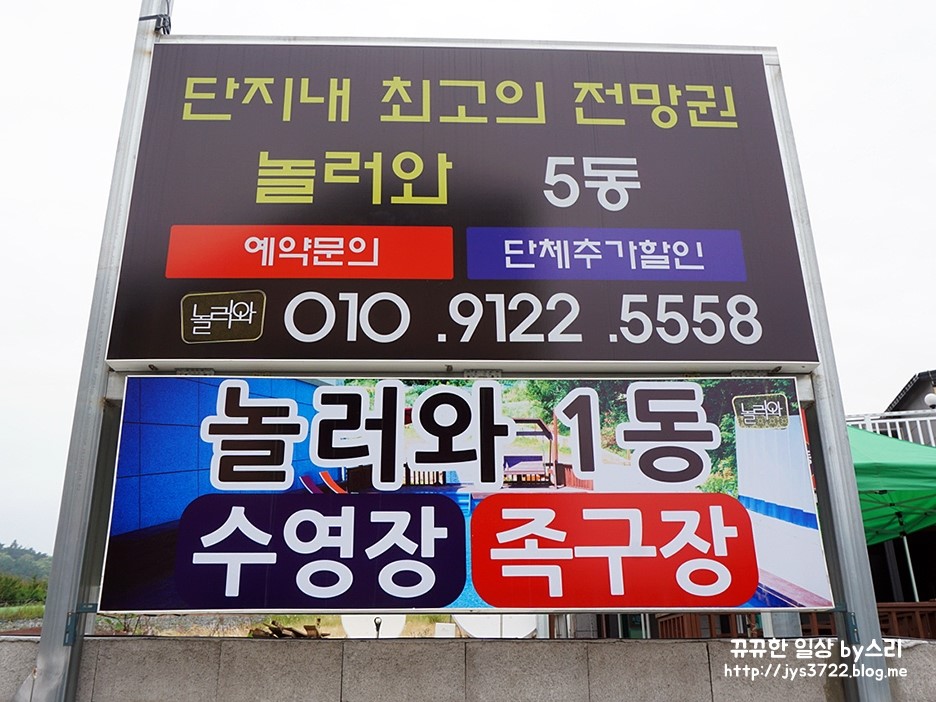 단지내 최고의 전망권
놀러와 5동
예약문의 단체추가할인
놀러와 010 .9122 .5558
놀러와 1동
놀러와
수영장 족구장
뀨뀨한 일상 by스리
http://jys3722.blog.me